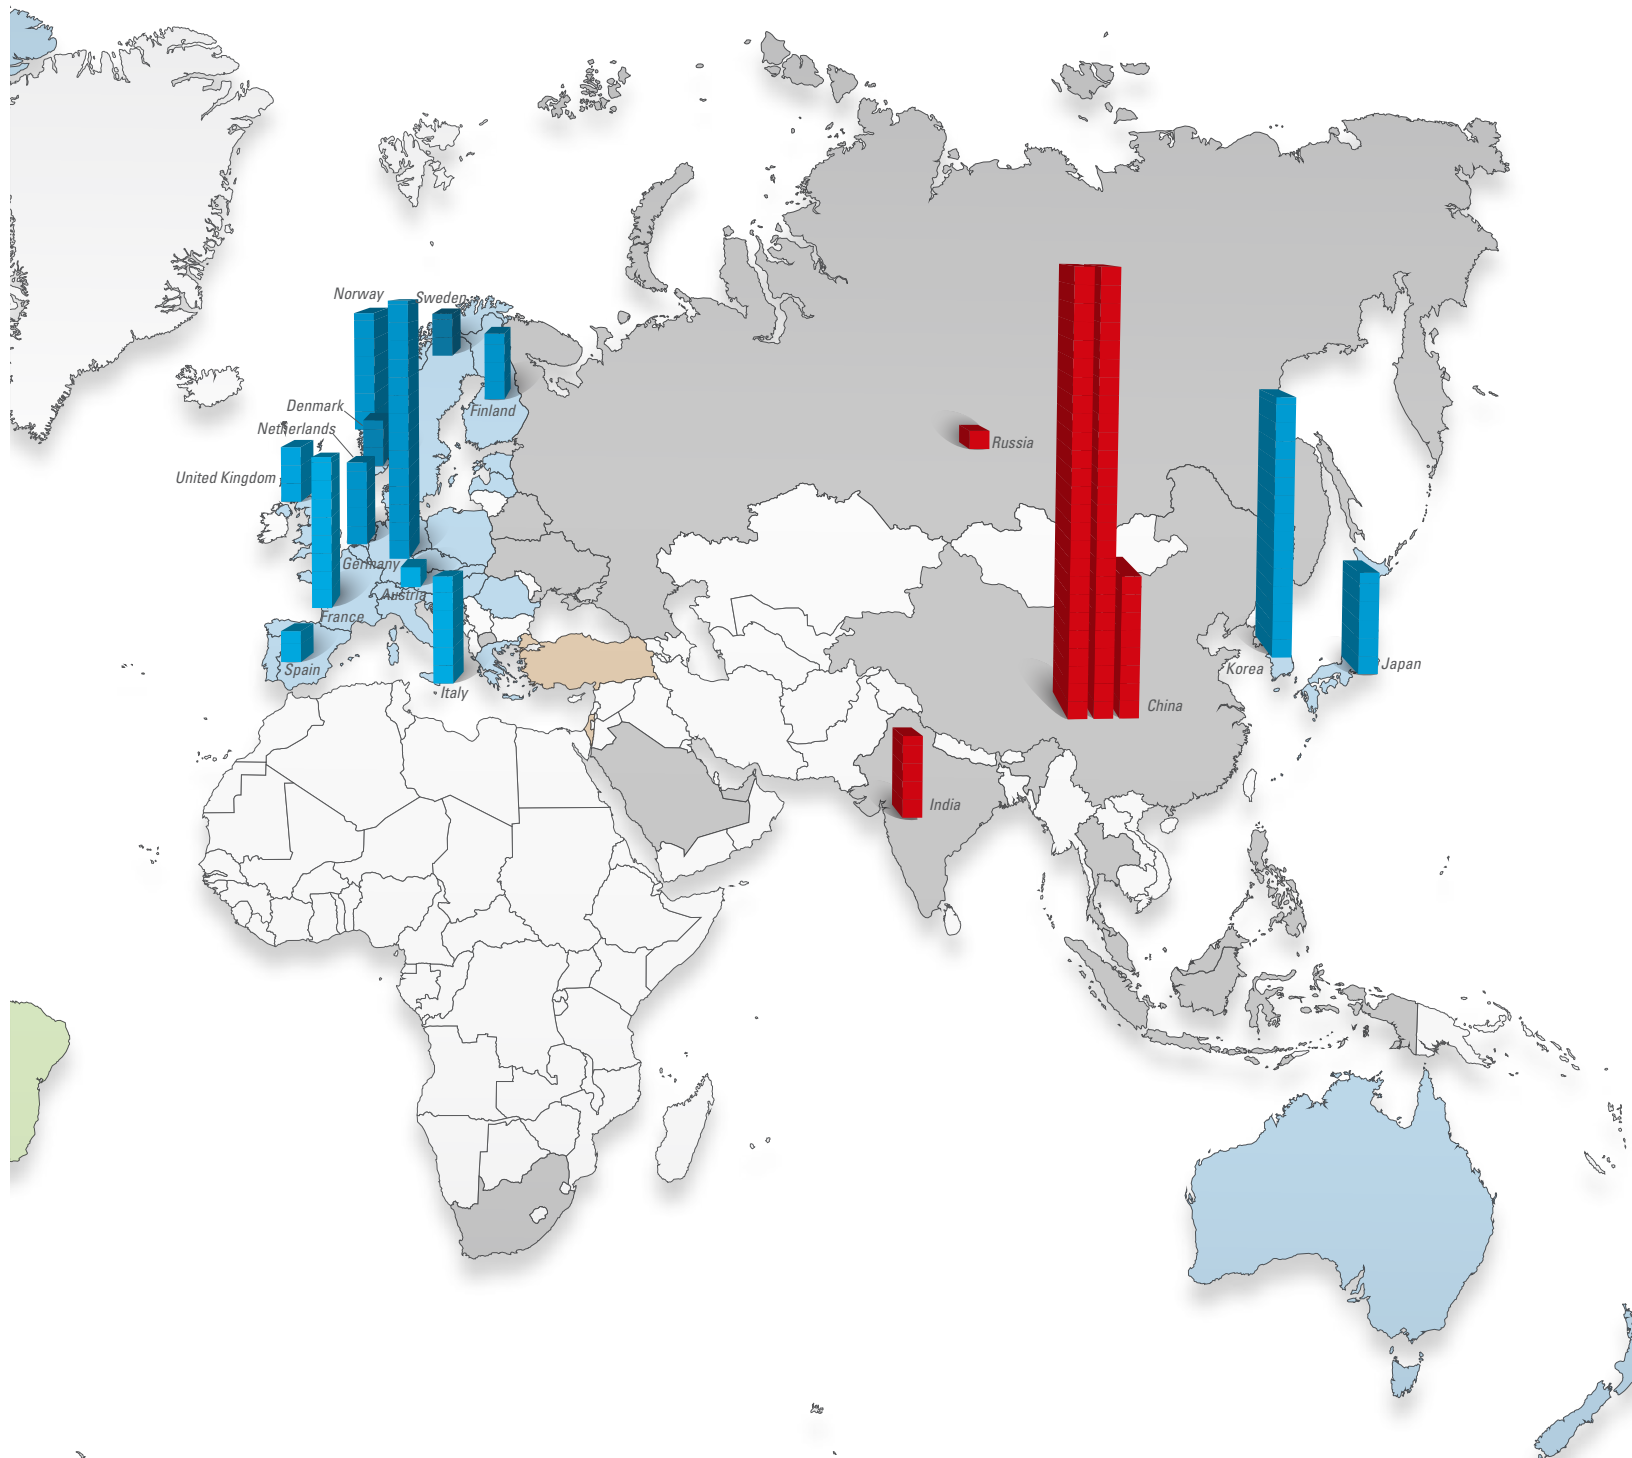 Norway
Sweden
Denmark
Finland
Netherlands
Russia
United Kingdom
Germany
Austria
France
Spain
Italy
Korea
Japan
China
India